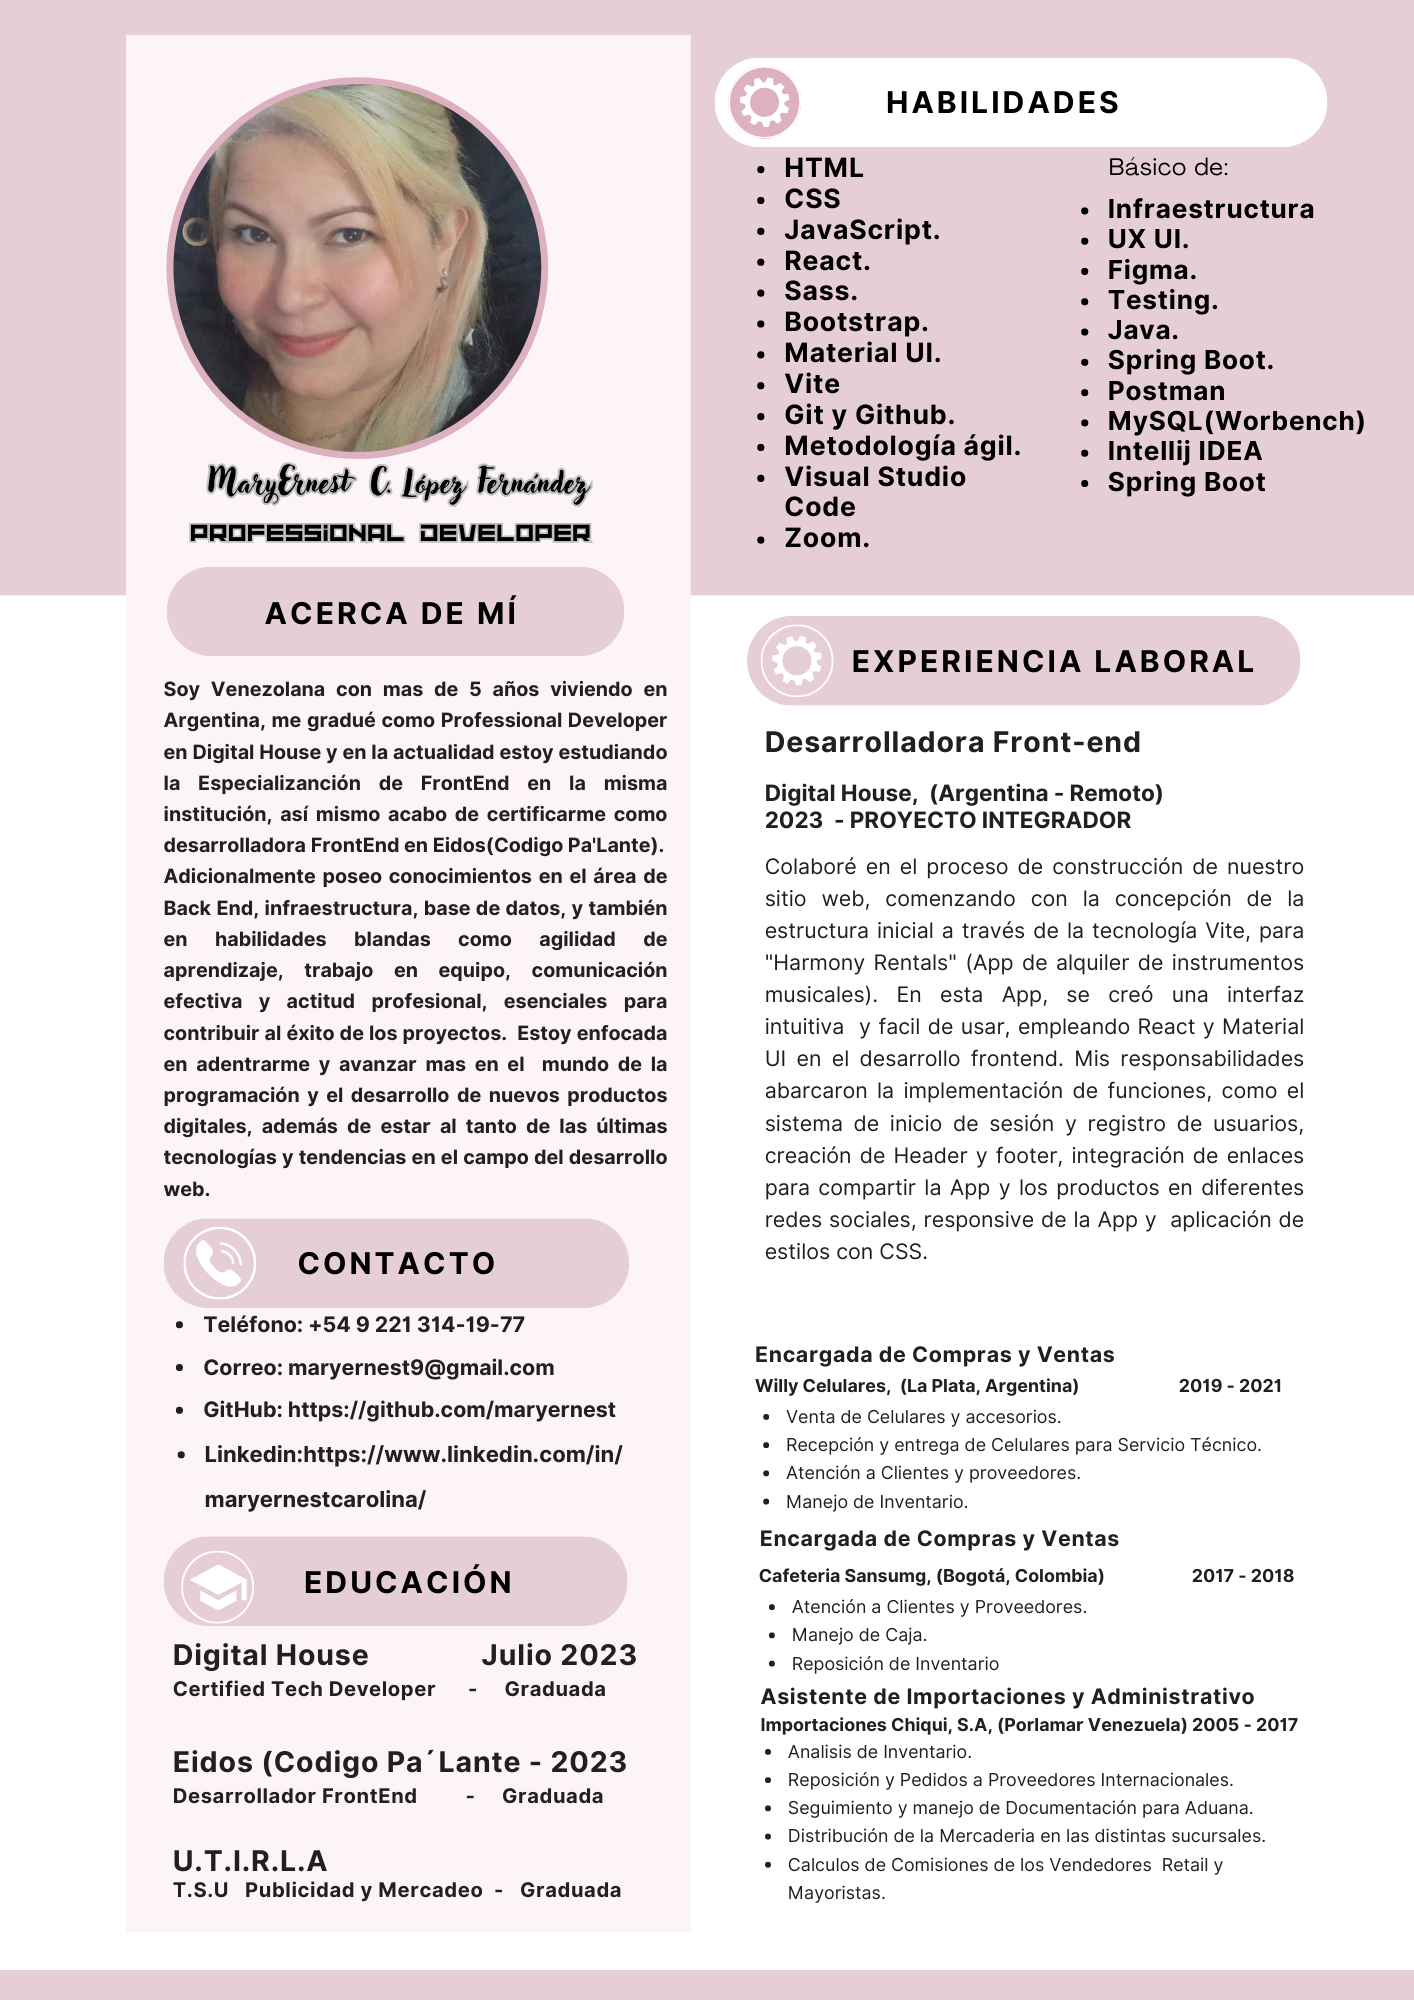 MaryErnest C. López Fernández
PROFESSIONAL DEVELOPER
ACERCA DE MÍ
Soy Venezolana con mas de 5 años viviendo en
Argentina, me gradué como Professional Developer
en Digital House y en la actualidad estoy estudiando
la Especializanción de FrontEnd en la misma
institución, así mismo acabo de certificarme como
desarrolladora FrontEnd en Eidos(Codigo Pa'Lante).
Adicionalmente poseo conocimientos en el área de
Back End, infraestructura, base de datos, y también
en habilidades blandas como agilidad de
aprendizaje, trabajo en equipo, comunicación
efectiva y actitud profesional, esenciales para
contribuir al éxito de los proyectos. Estoy enfocada
en adentrarme y avanzar mas en el mundo de la
programación y el desarrollo de nuevos productos
digitales, además de estar al tanto de las últimas
tecnologías y tendencias en el campo del desarrollo
web.
CONTACTO
• Teléfono: +54 9 221 314-19-77
• Correo: maryernest9@gmail.com
• GitHub: https://github.com/maryernest
• Linkedin:https://www.linkedin.com/in/
maryernestcarolina/
EDUCACIÓN
Digital House Julio 2023
Certified Tech Developer - Graduada
Eidos (Codigo Pa´Lante - 2023
Desarrollador FrontEnd - Graduada
U.T.I.R.L.A
T.S.U Publicidad y Mercadeo - Graduada
HABILIDADES
• HTML
• CSS
• JavaScript.
• React.
• Sass.
• Bootstrap.
• Material UI.
• Vite
• Git y Github.
• Metodología ágil.
• Visual Studio
Code
• Zoom.
Básico de:
• Infraestructura
• UX UI.
• Figma.
• Testing.
• Java.
• Spring Boot.
• Postman
• MySQL(Worbench)
• Intellij IDEA
• Spring Boot
EXPERIENCIA LABORAL
Desarrolladora Front-end
Digital House, (Argentina - Remoto)
2023 - PROYECTO INTEGRADOR
Colaboré en el proceso de construcción de nuestro
sitio web, comenzando con la concepción de la
estructura inicial a través de la tecnología Vite, para
"Harmony Rentals" (App de alquiler de instrumentos
musicales). En esta App, se creó una interfaz
intuitiva y facil de usar, empleando React y Material
UI en el desarrollo frontend. Mis responsabilidades
abarcaron la implementación de funciones, como el
sistema de inicio de sesión y registro de usuarios,
creación de Header y footer, integración de enlaces
para compartir la App y los productos en diferentes
redes sociales, responsive de la App y aplicación de
estilos con CSS.
Encargada de Compras y Ventas
Willy Celulares, (La Plata, Argentina) 2019 - 2021
• Venta de Celulares y accesorios.
• Recepción y entrega de Celulares para Servicio Técnico.
• Atención a Clientes y proveedores.
• Manejo de Inventario.
Encargada de Compras y Ventas
Cafeteria Sansumg, (Bogotá, Colombia) 2017 - 2018
• Atención a Clientes y Proveedores.
• Manejo de Caja.
• Reposición de Inventario
Asistente de Importaciones y Administrativo
Importaciones Chiqui, S.A, (Porlamar Venezuela) 2005 - 2017
• Analisis de Inventario.
• Reposición y Pedidos a Proveedores Internacionales.
• Seguimiento y manejo de Documentación para Aduana.
• Distribución de la Mercaderia en las distintas sucursales.
• Calculos de Comisiones de los Vendedores Retail y
Mayoristas.